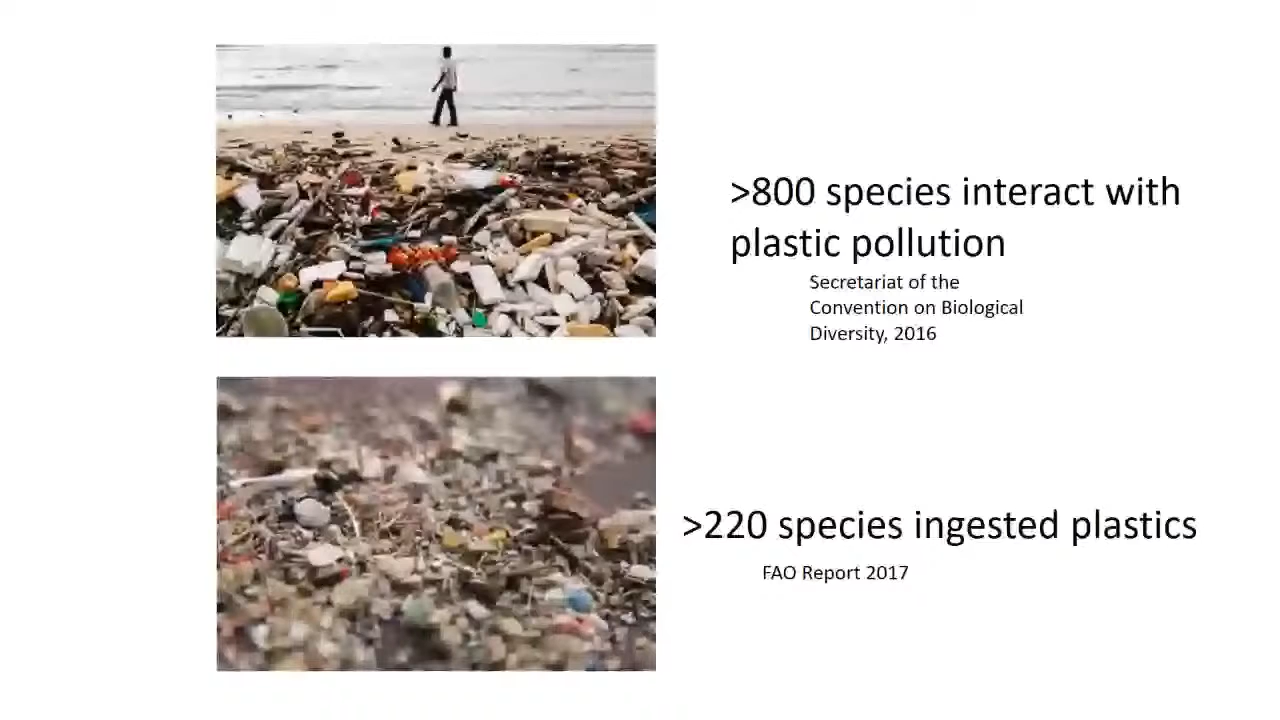 >800 species interact with
plastic pollution
Secretariat of the
Convention on Biological
Diversity, 2016
>220 species ingested plastics
FAO Report 2017